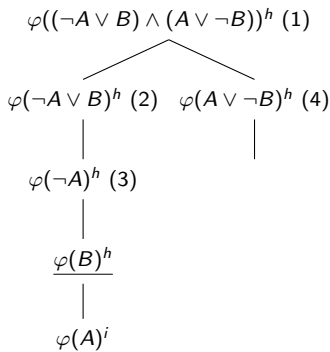 φ((¬A ∨ B) ∧ (A ∨ ¬B))ʰ (1)
φ(¬A ∨ B)ʰ (2) φ(A ∨ ¬B)ʰ (4)
φ(¬A)ʰ (3)
φ(B)ʰ
φ(A)ⁱ